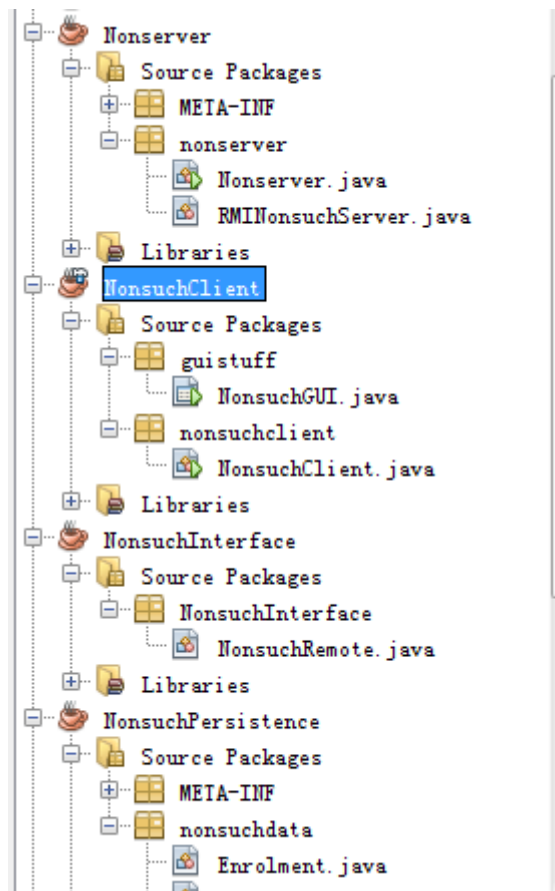 Nonserver
Source Packages
META-INF
nonserver
Nonserver.java
RMINonsuchServer.java
Libraries
NonsuchClient
Source Packages
guistuff
NonsuchGUI.java
nonsuchclient
NonsuchClient.java
Libraries
NonsuchInterface
Source Packages
NonsuchInterface
NonsuchRemote.java
Libraries
NonsuchPersistence
Source Packages
META-INF
nonsuchdata
Enrolment.java